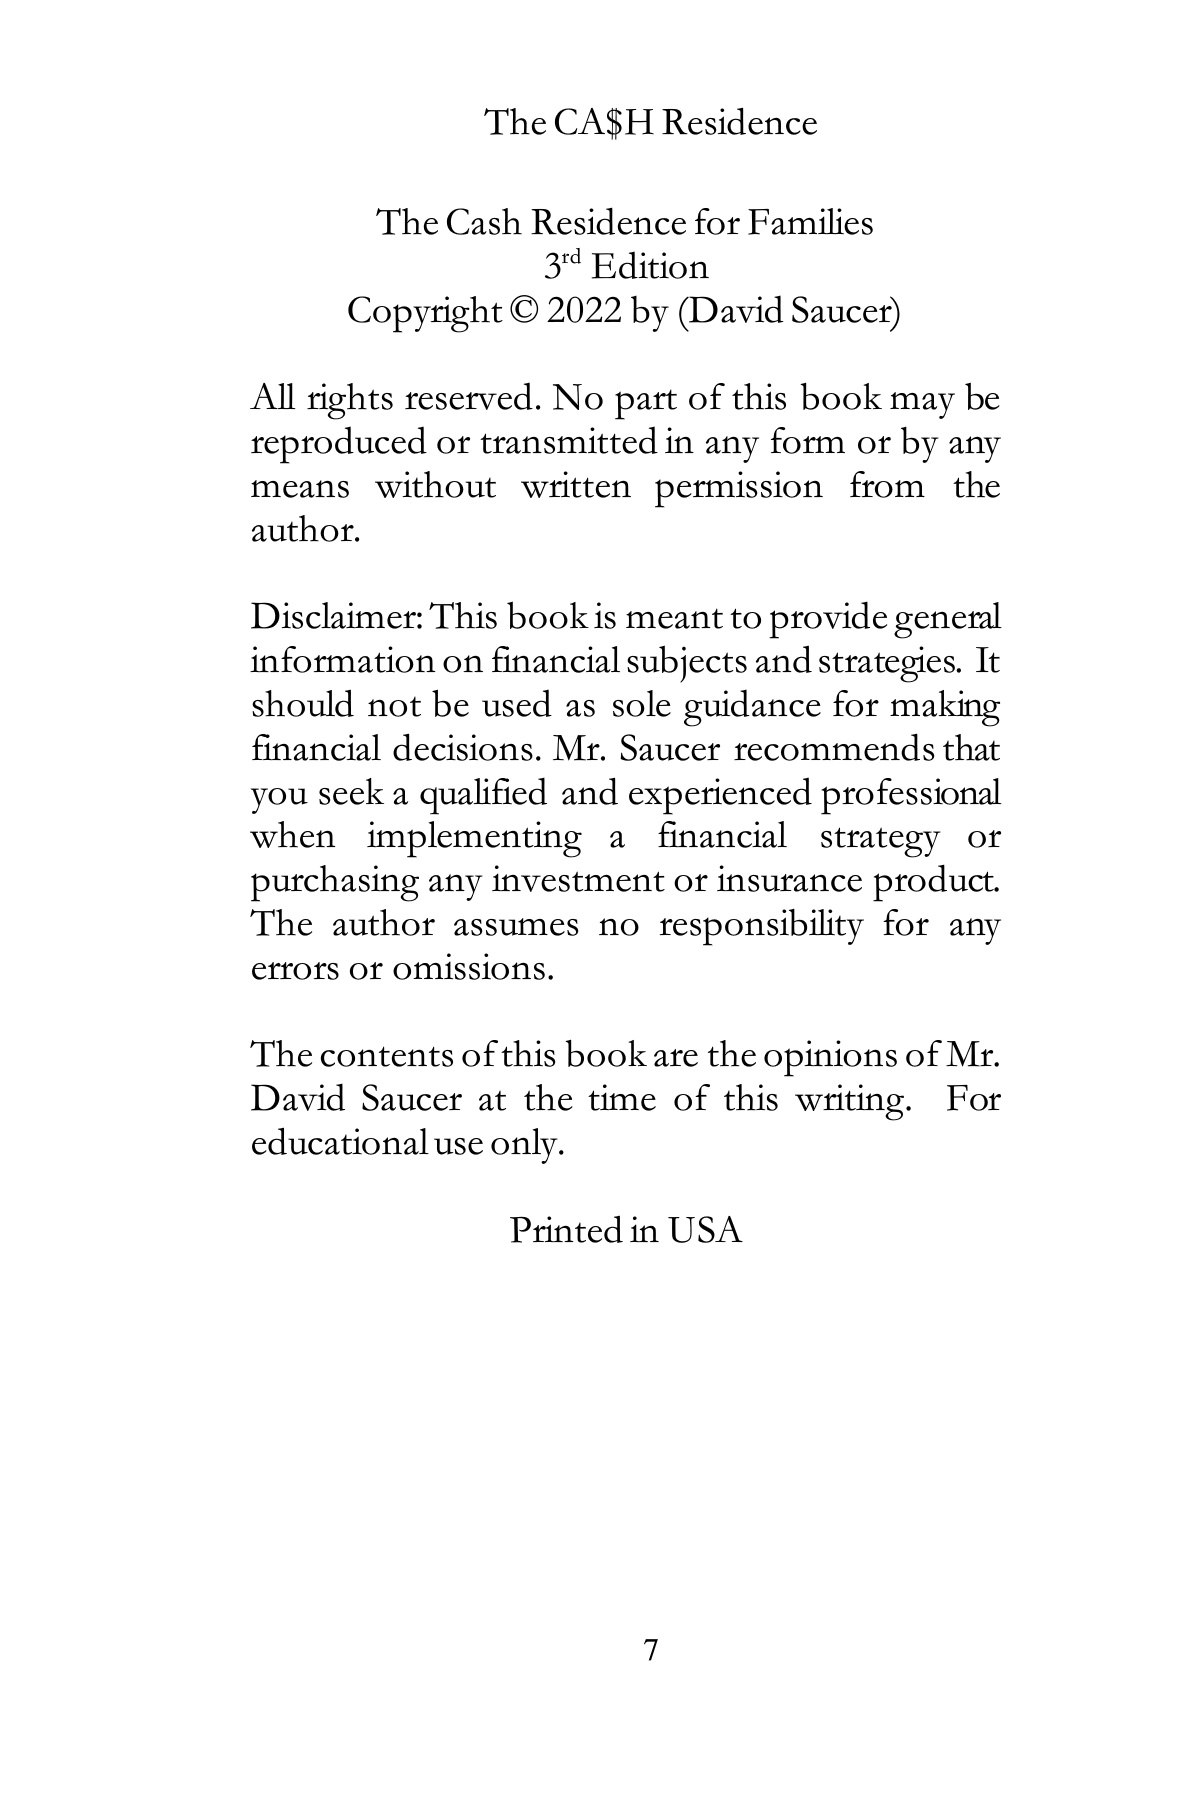 The CA$H Residence
The Cash Residence for Families
3rd Edition
Copyright © 2022 by (David Saucer)
All rights reserved. No part of this book may be
reproduced or transmitted in any form or by any
means without written permission from the
author.
Disclaimer: This book is meant to provide general
information on financial subjects and strategies. It
should not be used as sole guidance for making
financial decisions. Mr. Saucer recommends that
you seek a qualified and experienced professional
when implementing a financial strategy or
purchasing any investment or insurance product.
The author assumes no responsibility for any
errors or omissions.
The contents of this book are the opinions of Mr.
David Saucer at the time of this writing. For
educational use only.
Printed in USA
7